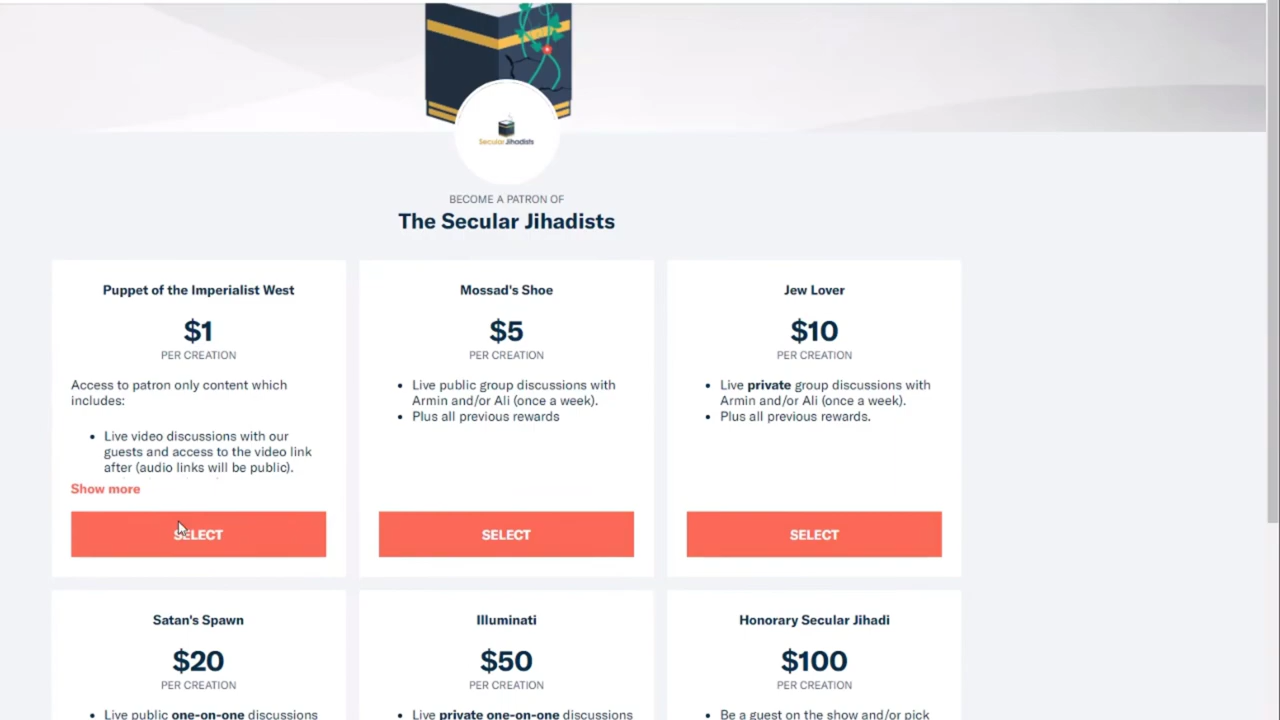 Secular Jihadists
BECOME A PATRON OF
The Secular Jihadists
Puppet of the Imperialist West
$1
PER CREATION
Access to patron only content which
includes:
• Live video discussions with our
guests and access to the video link
after (audio links will be public).
Show more
SELECT
Mossad's Shoe
$5
PER CREATION
• Live public group discussions with
Armin and/or Ali (once a week).
• Plus all previous rewards
SELECT
Jew Lover
$10
PER CREATION
• Live private group discussions with
Armin and/or Ali (once a week).
• Plus all previous rewards.
SELECT
Satan's Spawn
$20
PER CREATION
• Live public one-on-one discussions
Illuminati
$50
PER CREATION
• Live private one-on-one discussions
Honorary Secular Jihadi
$100
PER CREATION
• Be a guest on the show and/or pick